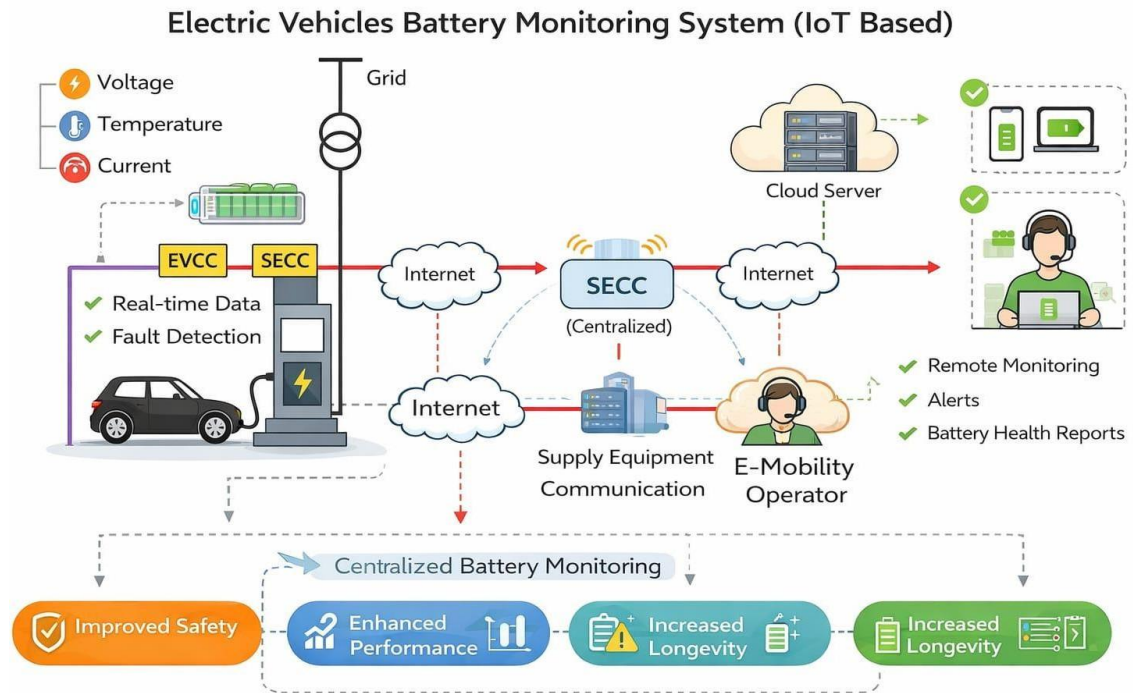 Electric Vehicles Battery Monitoring System (IoT Based)
Voltage
Temperature
Current
Grid
Cloud Server
EVCC
SECC
Internet
SECC
(Centralized)
Internet
Real-time Data
Fault Detection
Internet
Supply Equipment
Communication
E-Mobility
Operator
Remote Monitoring
Alerts
Battery Health Reports
Centralized Battery Monitoring
Improved Safety
Enhanced
Performance
Increased
Longevity
Increased
Longevity